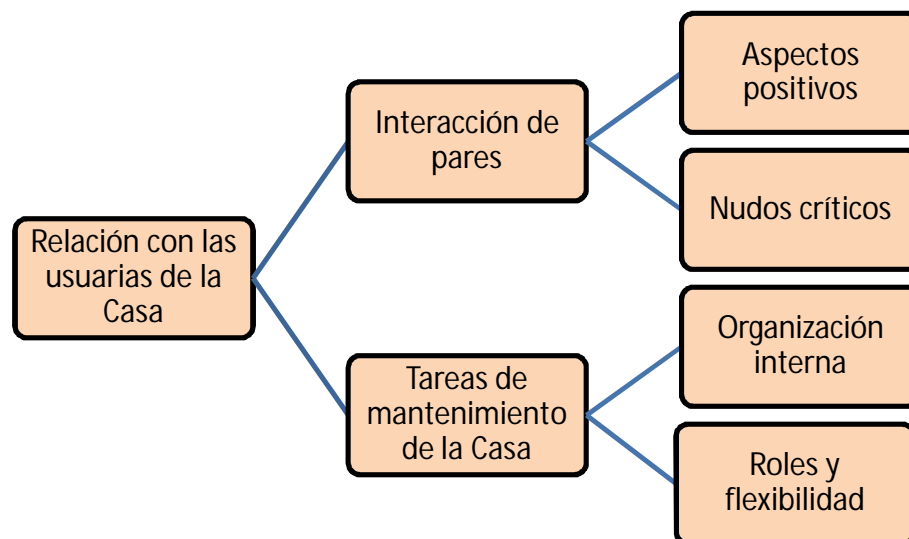 Aspectos
positivos
Interacción de
pares
Nudos críticos
Relación con las
usuarias de la
Casa
Organización
interna
Tareas de
mantenimiento
de la Casa
Roles y
flexibilidad